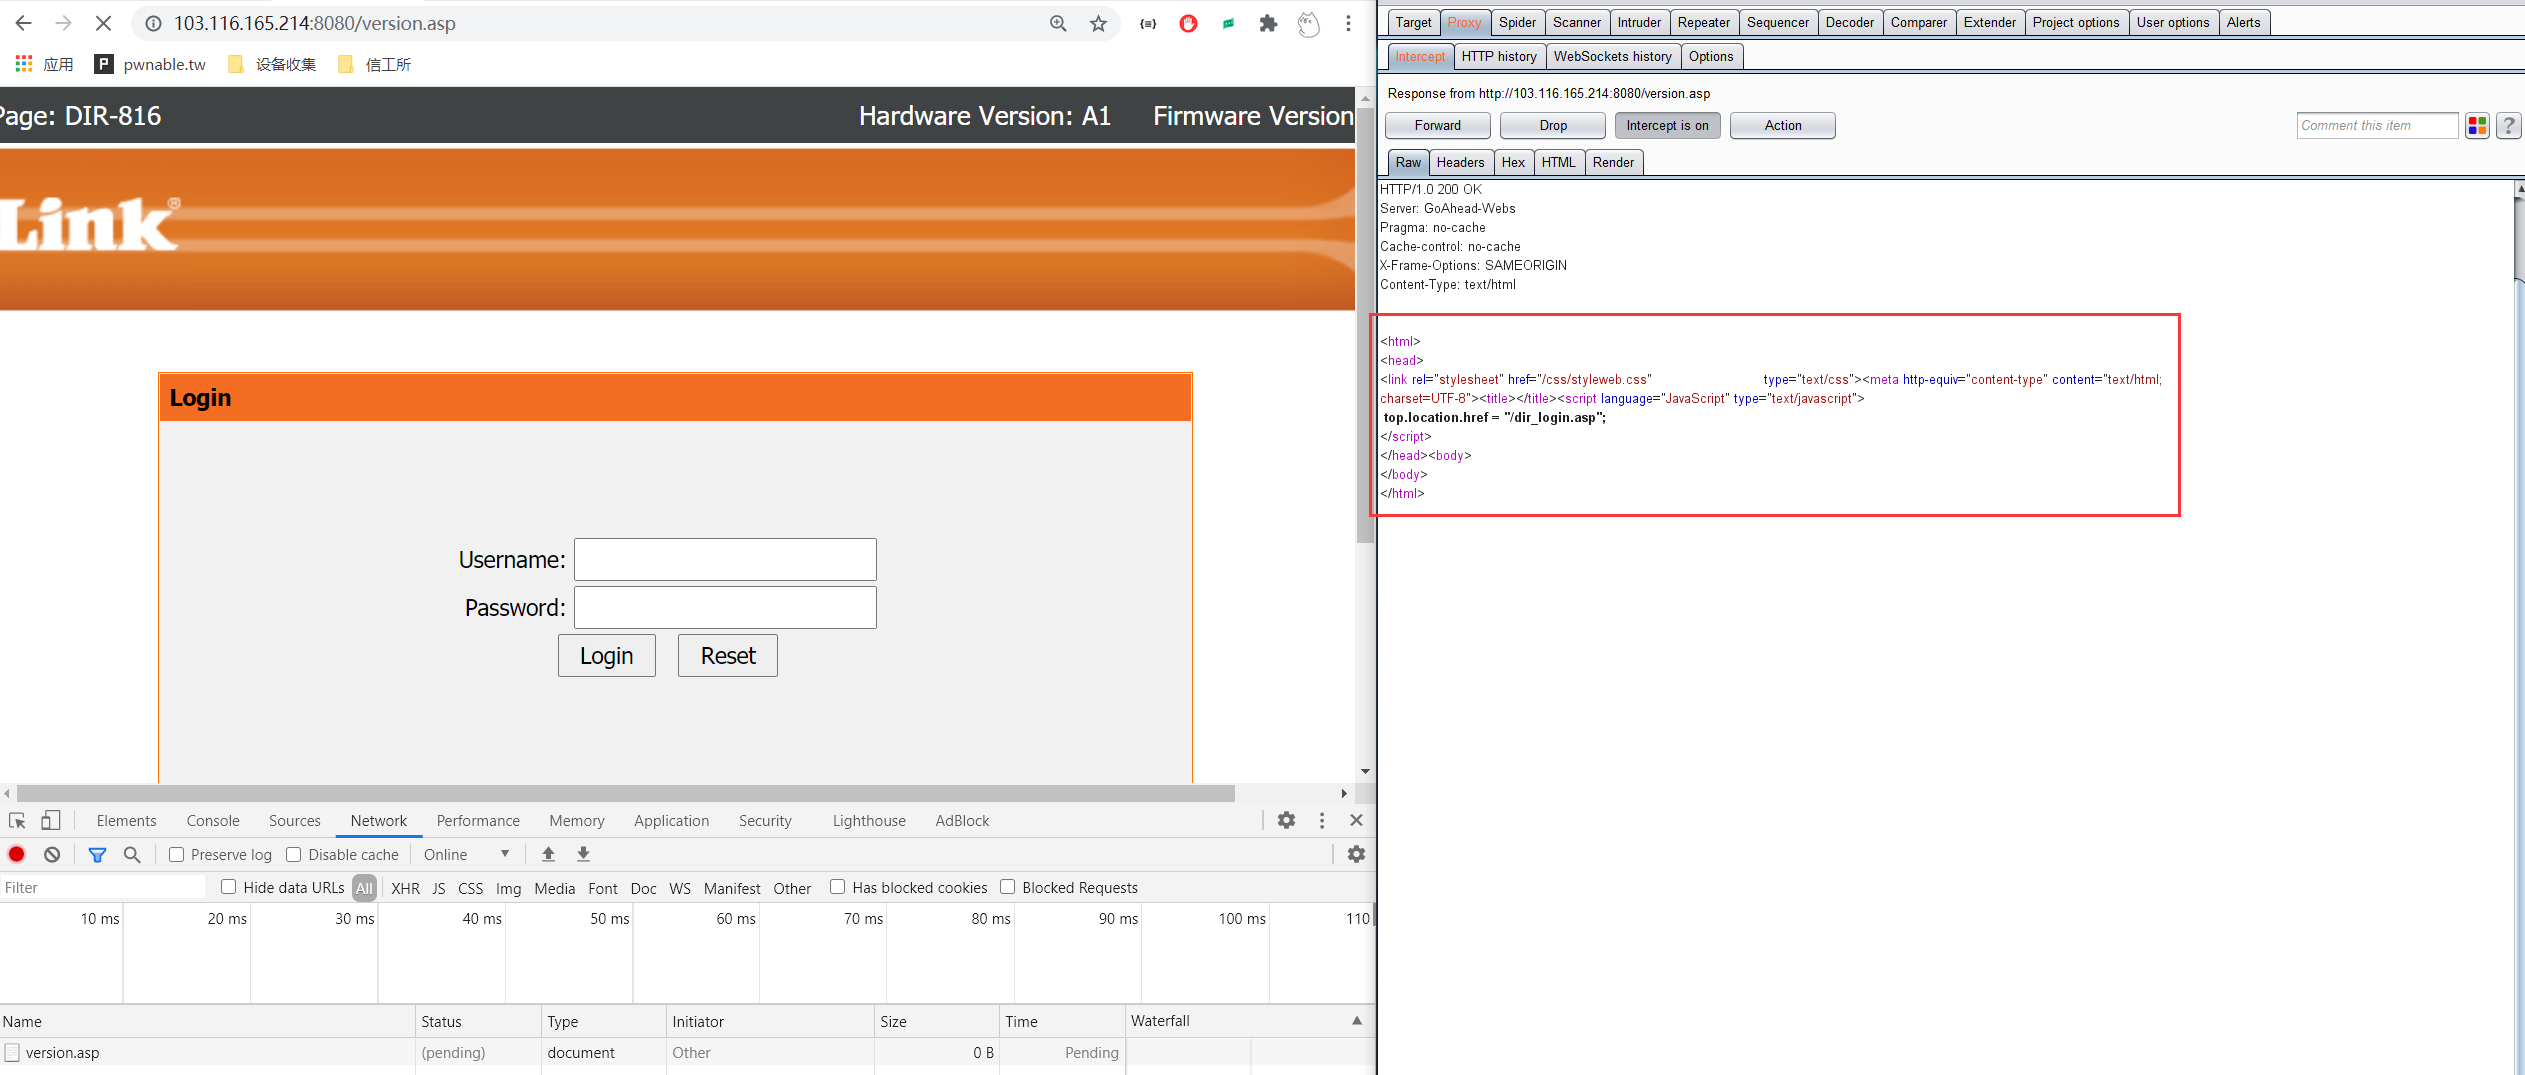 103.116.165.214:8080/version.asp
应用
P pwnable.tw
设备收集
信工所
Page: DIR-816
Hardware Version: A1
Firmware Version
Link®
Login
Username:
Password:
Login
Reset
Elements Console Sources Network Performance Memory Application Security Lighthouse AdBlock
Preserve log Disable cache Online
Filter
Hide data URLs All XHR JS CSS Img Media Font Doc WS Manifest Other Has blocked cookies Blocked Requests
10 ms 20 ms 30 ms 40 ms 50 ms 60 ms 70 ms 80 ms 90 ms 100 ms 110
Name Status Type Initiator Size Time Waterfall
version.asp (pending) document Other 0 B Pending
Target Proxy Spider Scanner Intruder Repeater Sequencer Decoder Comparer Extender Project options User options Alerts
Intercept HTTP history WebSockets history Options
Response from http://103.116.165.214:8080/version.asp
Forward Drop Intercept is on Action
Comment this item
?
Raw Headers Hex HTML Render
HTTP/1.0 200 OK
Server: GoAhead-Webs
Pragma: no-cache
Cache-control: no-cache
X-Frame-Options: SAMEORIGIN
Content-Type: text/html
<html>
<head>
<link rel="stylesheet" href="/css/styleweb.css" type="text/css"><meta http-equiv="content-type" content="text/html;
charset=UTF-8"><title></title><script language="JavaScript" type="text/javascript">
top.location.href = "/dir_login.asp";
</script>
</head><body>
</body>
</html>